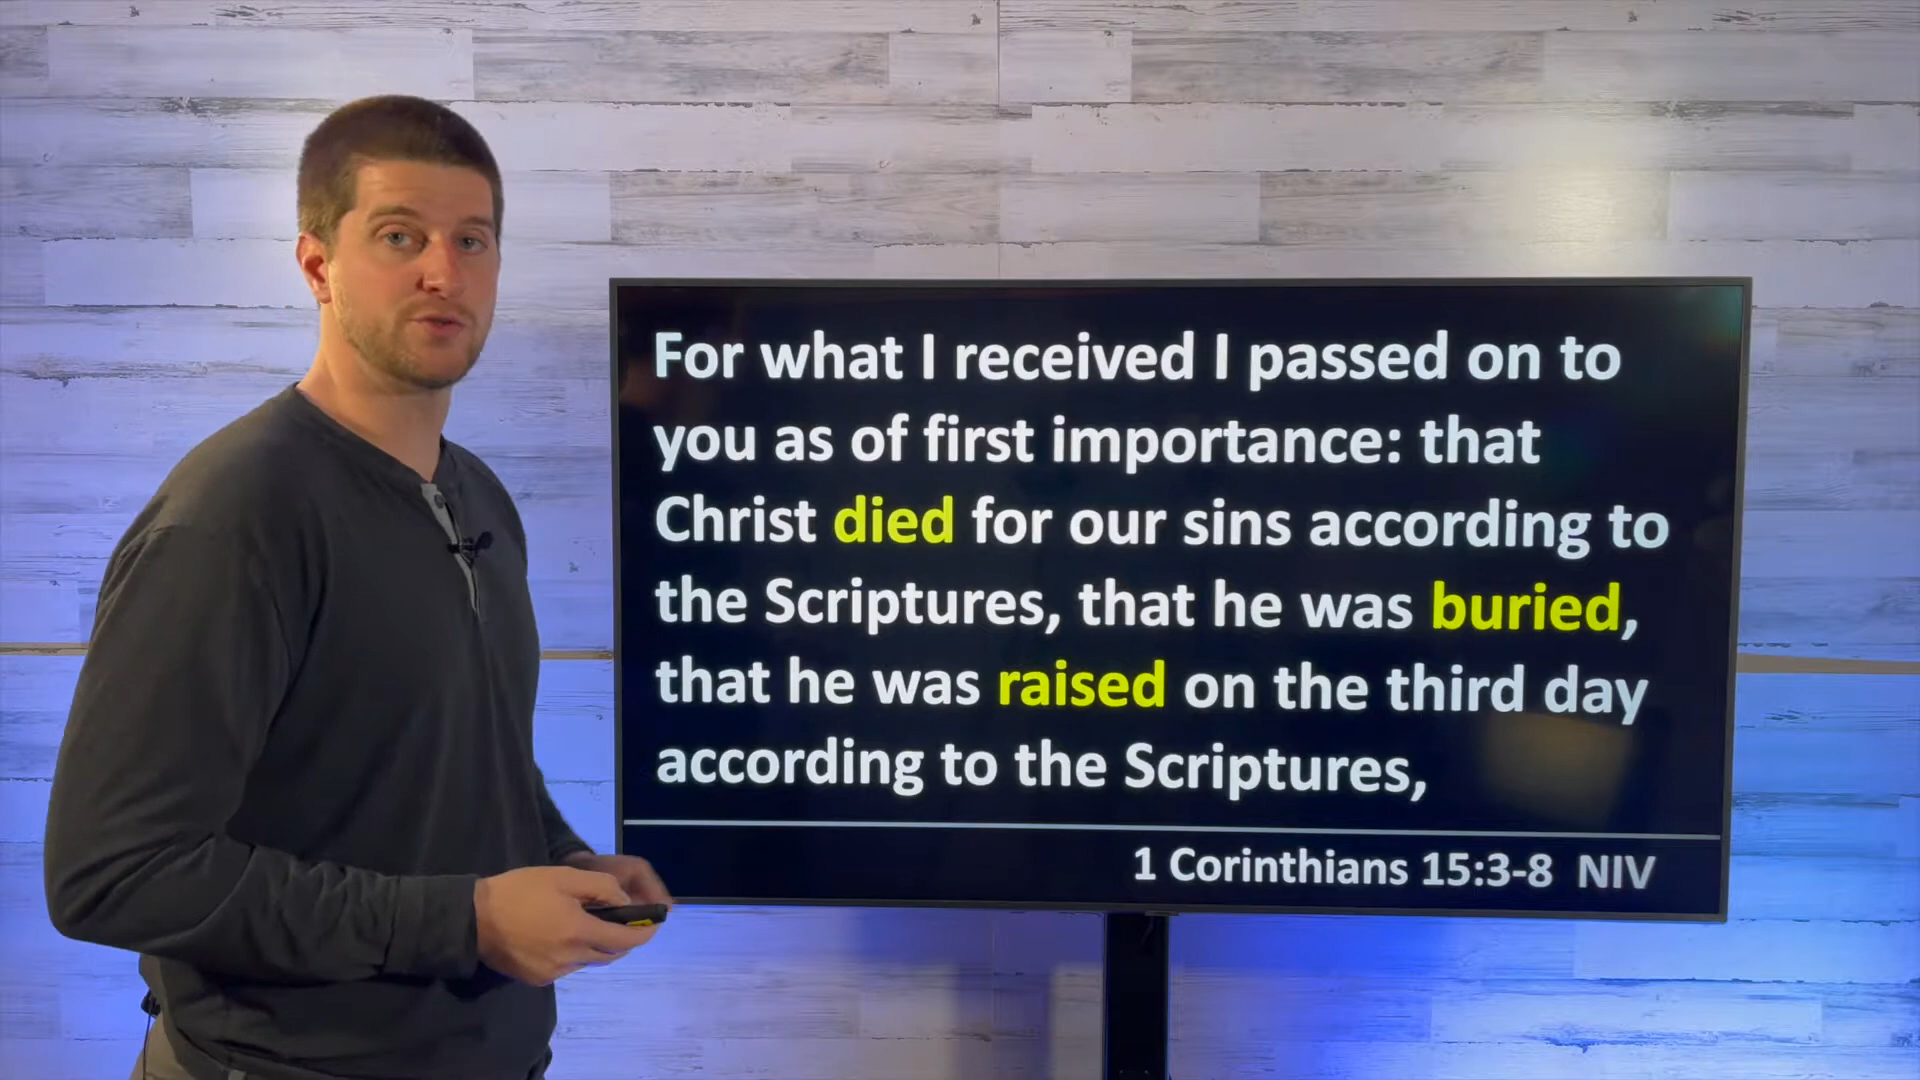 For what I received I passed on to
you as of first importance: that
Christ died for our sins according to
the Scriptures, that he was buried,
that he was raised on the third day
according to the Scriptures,
1 Corinthians 15:3-8 NIV